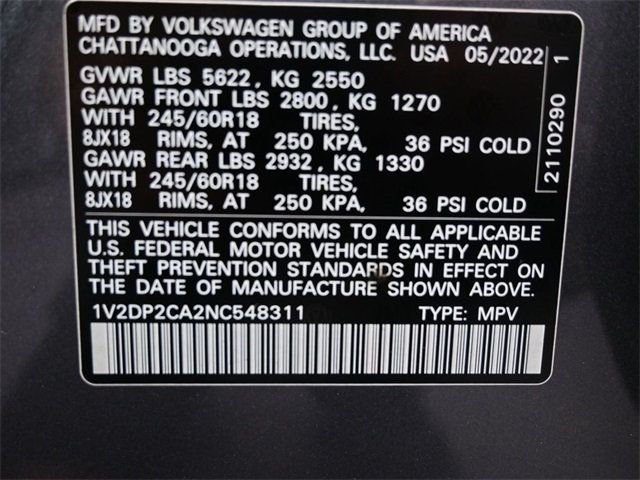 MFD BY VOLKSWAGEN GROUP OF AMERICA
CHATTANOOGA OPERATIONS, LLC. USA 05/2022
GVWR LBS 5622, KG 2550
GAWR FRONT LBS 2800, KG 1270
WITH 245/60R18 TIRES,
8JX18 RIMS, AT 250 KPA, 36 PSI COLD
GAWR REAR LBS 2932, KG 1330
WITH 245/60R18 TIRES,
8JX18 RIMS, AT 250 KPA, 36 PSI COLD
2110290 1
THIS VEHICLE CONFORMS TO ALL APPLICABLE
U.S. FEDERAL MOTOR VEHICLE SAFETY AND
THEFT PREVENTION STANDARDS IN EFFECT ON
THE DATE OF MANUFACTURE SHOWN ABOVE.
1V2DP2CA2NC548311 TYPE: MPV